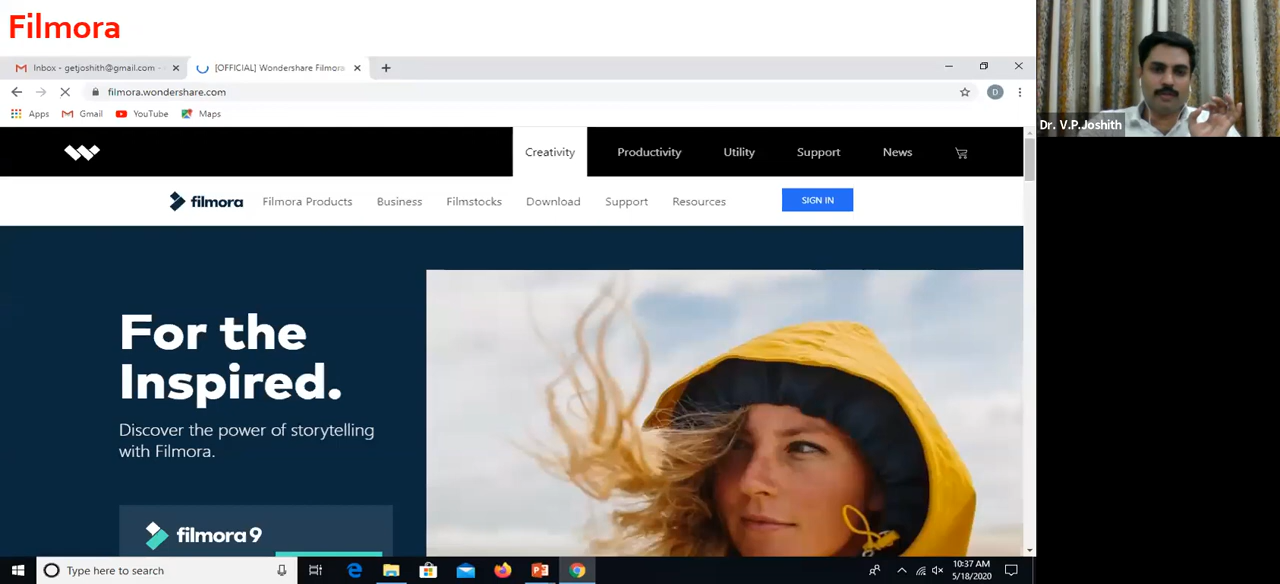 Filmora
Inbox - getjoshith@gmail.com -
[OFFICIAL] Wondershare Filmora
filmora.wondershare.com
D
Apps Gmail YouTube Maps
Dr. V.P.Joshith
Creativity Productivity Utility Support News
filmora Filmora Products Business Filmstocks Download Support Resources SIGN IN
For the
Inspired.
Discover the power of storytelling
with Filmora.
filmora9
Type here to search
10:37 AM
5/18/2020